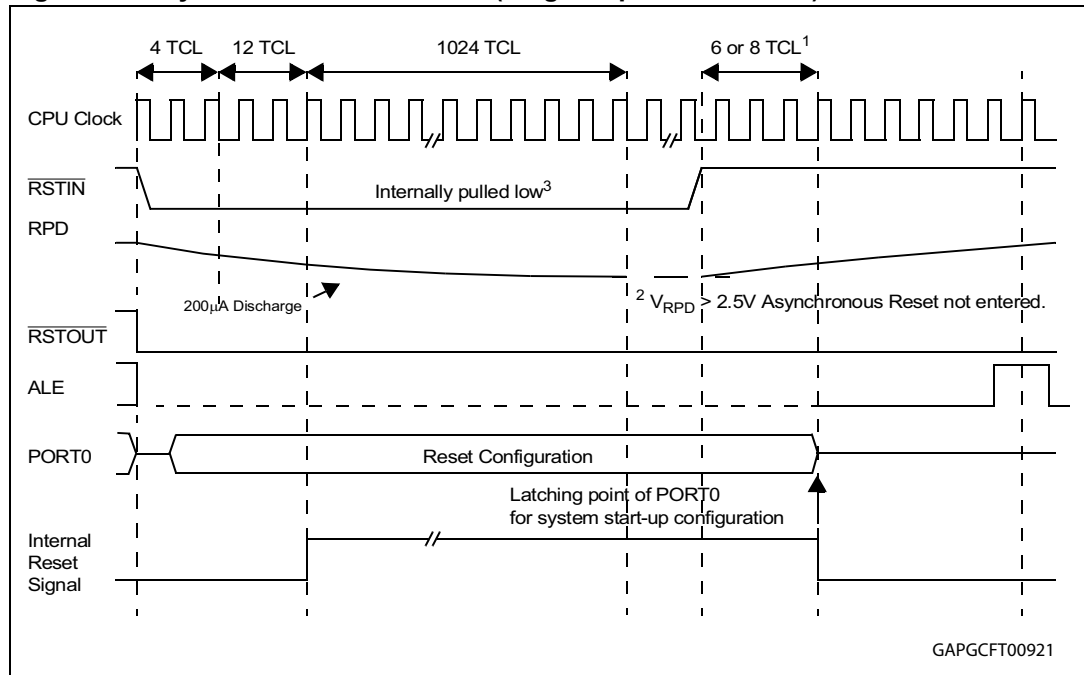 4 TCL 12 TCL 1024 TCL 6 or 8 TCL1
CPU Clock
RSTIN
Internally pulled low3
RPD
200µA Discharge
2 VRPD > 2.5V Asynchronous Reset not entered.
RSTOUT
ALE
PORT0
Reset Configuration
Latching point of PORT0
for system start-up configuration
Internal
Reset
Signal
GAPGCFT00921